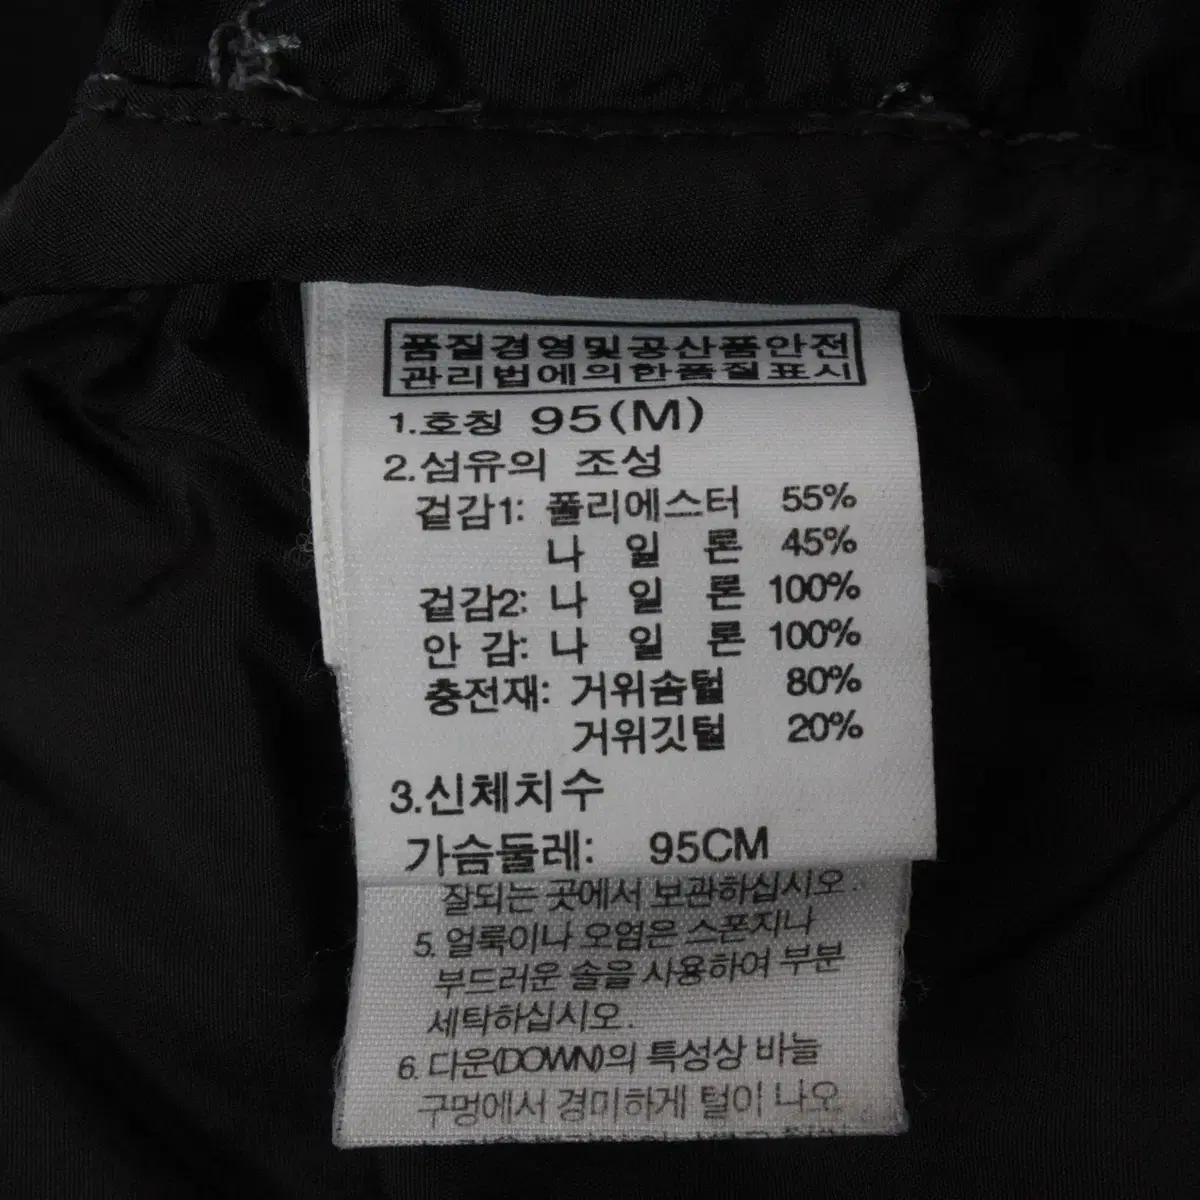 품질경영및공산품안전
관리법에의한품질표시
1.호칭 95(M)
2.섬유의 조성
겉감1: 폴리에스터 55%
나 일 론 45%
겉감2: 나 일 론 100%
안 감: 나 일 론 100%
충전재: 거위솜털 80%
거위깃털 20%
3.신체치수
가슴둘레: 95CM
잘되는 곳에서 보관하십시오.
5. 얼룩이나 오염은 스폰지나
부드러운 솔을 사용하여 부분
세탁하십시오.
6. 다운(DOWN)의 특성상 바늘
구멍에서 경미하게 털이 나오